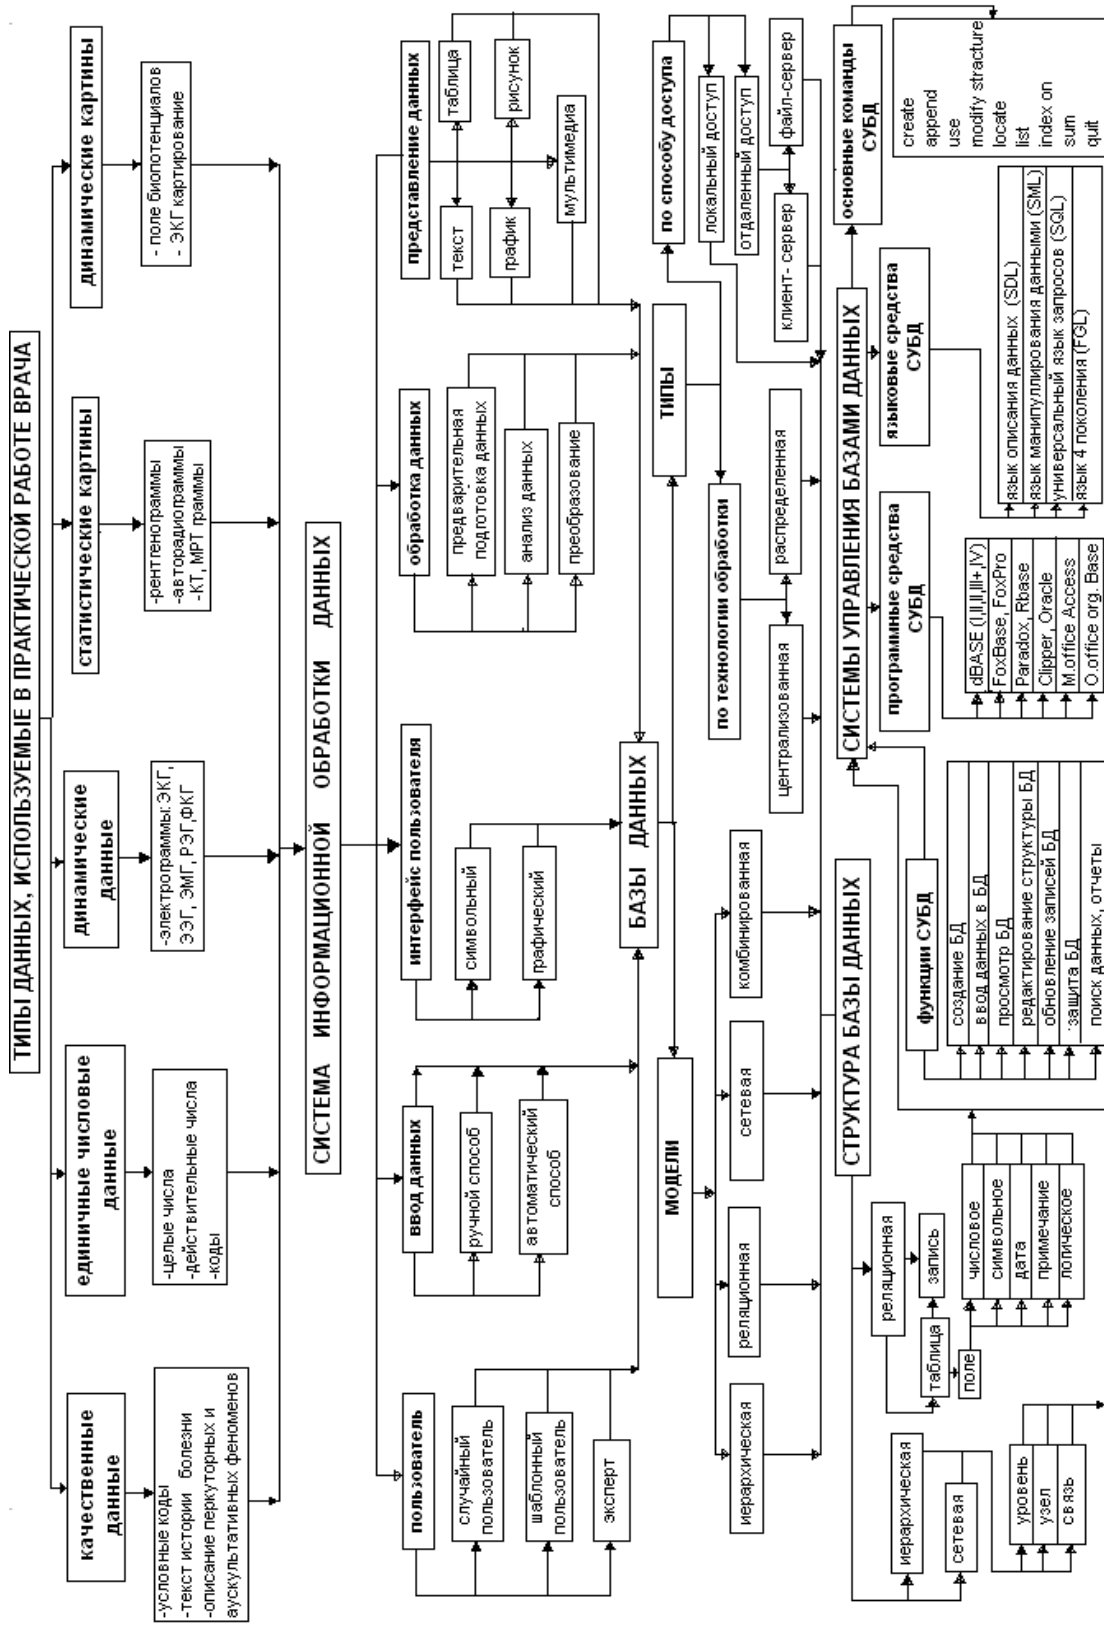 ТИПЫ ДАННЫХ, ИСПОЛЬЗУЕМЫЕ В ПРАКТИЧЕСКОЙ РАБОТЕ ВРАЧА
качественные
данные
единичные числовые
данные
динамические
данные
статистические картины
динамические картины
-условные коды
-текст истории болезни
-описание перкуторных и
аускультативных феноменов
-целые числа
-действительные числа
-коды
-электрограммы:ЭКГ,
ЭЭГ, ЭМГ, РЭГ,ФКГ
-рентгенограммы
-авторадиограммы
-КТ, МРТ граммы
- поле биопотенциалов
- ЭКГ картирование
СИСТЕМА ИНФОРМАЦИОННОЙ ОБРАБОТКИ ДАННЫХ
пользователь
ввод данных
интерфейс пользователя
обработка данных
представление данных
случайный
пользователь
шаблонный
пользователь
эксперт
ручной способ
автоматический
способ
символьный
графический
предварительная
подготовка данных
анализ данных
преобразование
текст
таблица
график
рисунок
мультимедиа
БАЗЫ ДАННЫХ
МОДЕЛИ
ТИПЫ
иерархическая
реляционная
сетевая
комбинированная
по технологии обработки
по способу доступа
централизованная
распределенная
локальный доступ
отдаленный доступ
клиент- сервер
файл-сервер
СТРУКТУРА БАЗЫ ДАННЫХ
СИСТЕМЫ УПРАВЛЕНИЯ БАЗАМИ ДАННЫХ
иерархическая
сетевая
уровень
узел
связь
реляционная
таблица
запись
поле
числовое
символьное
дата
примечание
логическое
функции СУБД
создание БД
ввод данных в БД
просмотр БД
редактирование структуры БД
обновление записей БД
защита БД
поиск данных, отчеты
программные средства
СУБД
dBASE (I,II,II,III+,IV)
FoxBase, FoxPro
Paradox, Rbase
Clipper, Oracle
M.office Access
O.office org. Base
языковые средства
СУБД
язык описания данных (SDL)
язык манипуллирования данными (SML)
универсальный язык запросов (SQL)
язык 4 поколения (FGL)
основные команды
СУБД
create
append
use
modify stracture
locate
list
index on
sum
quit